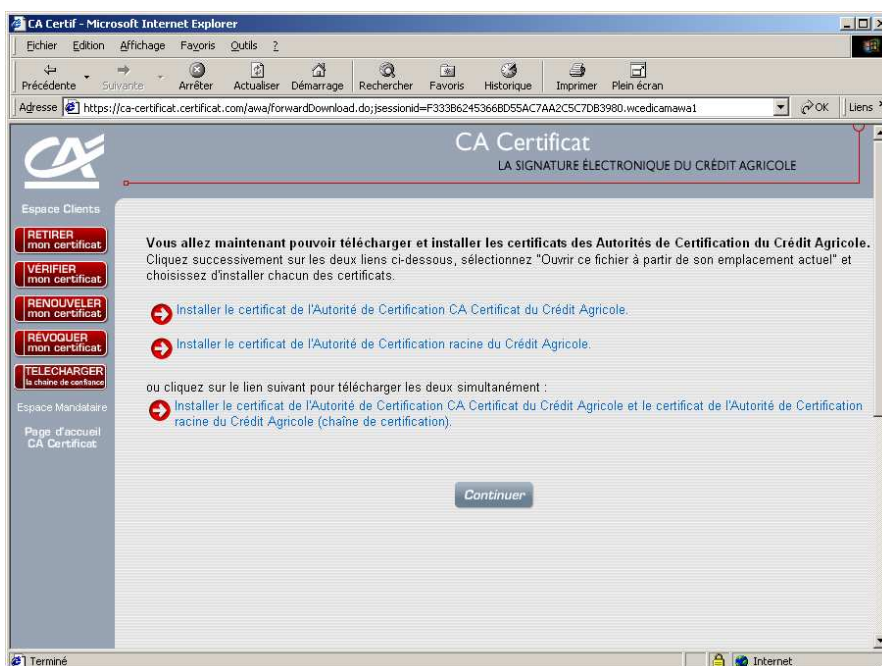 CA Certif - Microsoft Internet Explorer
Fichier Edition Affichage Favoris Outils ?
Précédente Suivante Arrêter Actualiser Démarrage Rechercher Favoris Historique Imprimer Plein écran
Adresse https://ca-certificat.certificat.com/awa/forwardDownload.do;jsessionid=F333B6245366BD55AC7AA2C5C7DB3980.wcedicamawa1 OK Liens
CA Certificat
LA SIGNATURE ÉLECTRONIQUE DU CRÉDIT AGRICOLE
Espace Clients
RETIRER
mon certificat
VÉRIFIER
mon certificat
RENOUVELER
mon certificat
RÉVOQUER
mon certificat
TELECHARGER
la chaine de confiance
Espace Mandataire
Page d'accueil
CA Certificat
Vous allez maintenant pouvoir télécharger et installer les certificats des Autorités de Certification du Crédit Agricole.
Cliquez successivement sur les deux liens ci-dessous, sélectionnez "Ouvrir ce fichier à partir de son emplacement actuel" et
choisissez d'installer chacun des certificats.
Installer le certificat de l'Autorité de Certification CA Certificat du Crédit Agricole.
Installer le certificat de l'Autorité de Certification racine du Crédit Agricole.
ou cliquez sur le lien suivant pour télécharger les deux simultanément :
Installer le certificat de l'Autorité de Certification CA Certificat du Crédit Agricole et le certificat de l'Autorité de Certification
racine du Crédit Agricole (chaîne de certification).
Continuer
Terminé Internet